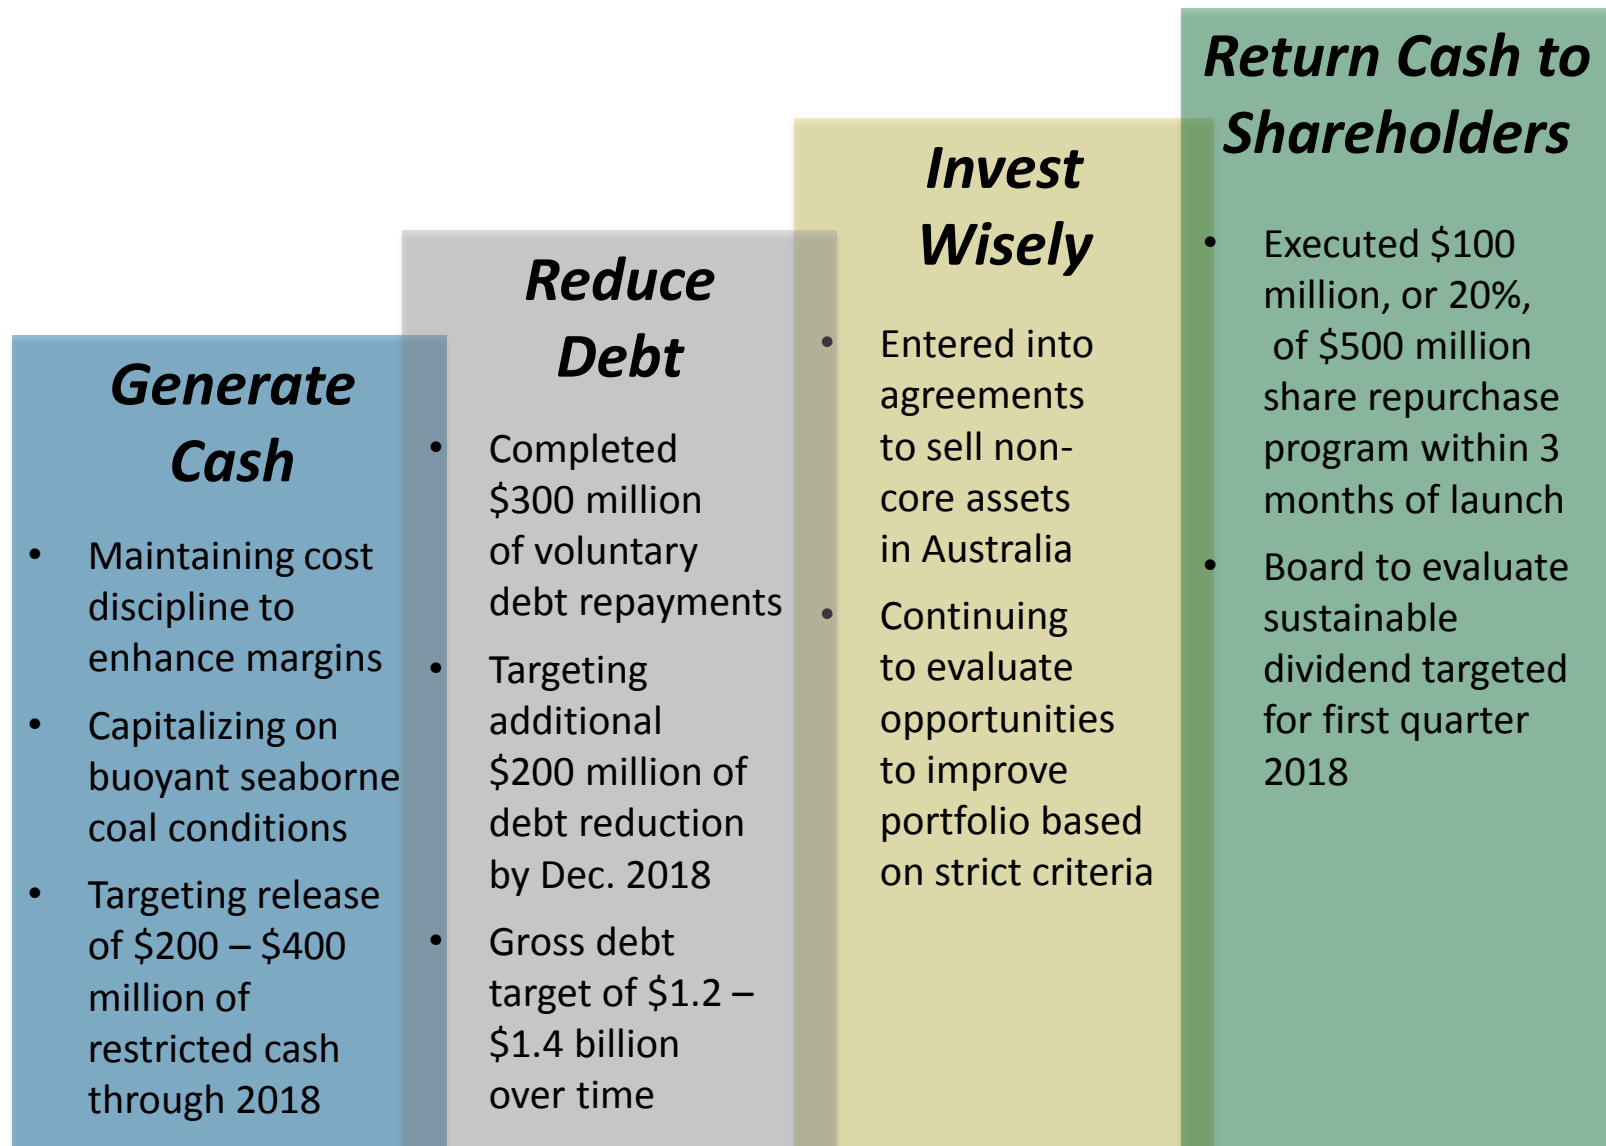 Generate
Cash
• Maintaining cost
discipline to
enhance margins
• Capitalizing on
buoyant seaborne
coal conditions
• Targeting release
of $200 – $400
million of
restricted cash
through 2018
Reduce
Debt
• Completed
$300 million
of voluntary
debt repayments
• Targeting
additional
$200 million of
debt reduction
by Dec. 2018
• Gross debt
target of $1.2 –
$1.4 billion
over time
Invest
Wisely
• Entered into
agreements
to sell non-
core assets
in Australia
• Continuing
to evaluate
opportunities
to improve
portfolio based
on strict criteria
Return Cash to
Shareholders
• Executed $100
million, or 20%,
of $500 million
share repurchase
program within 3
months of launch
• Board to evaluate
sustainable
dividend targeted
for first quarter
2018